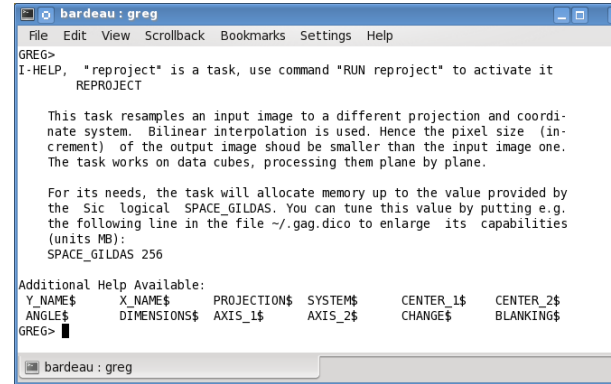 bardeau : greg
File Edit View Scrollback Bookmarks Settings Help
GREG>
I-HELP,  "reproject" is a task, use command "RUN reproject" to activate it
REPROJECT
This task resamples an input image to a different projection and coordi-
nate system.  Bilinear interpolation is used. Hence the pixel size  (in-
crement)  of the output image shoud be smaller than the input image one.
The task works on data cubes, processing them plane by plane.
For its needs, the task will allocate memory up to the value provided by
the  Sic  logical  SPACE_GILDAS. You can tune this value by putting e.g.
the following line in the file ~/.gag.dico to enlarge  its  capabilities
(units MB):
SPACE_GILDAS 256
Additional Help Available:
Y_NAME$ X_NAME$ PROJECTION$ SYSTEM$ CENTER_1$ CENTER_2$
ANGLE$ DIMENSIONS$ AXIS_1$ AXIS_2$ CHANGE$ BLANKING$
GREG>
bardeau : greg